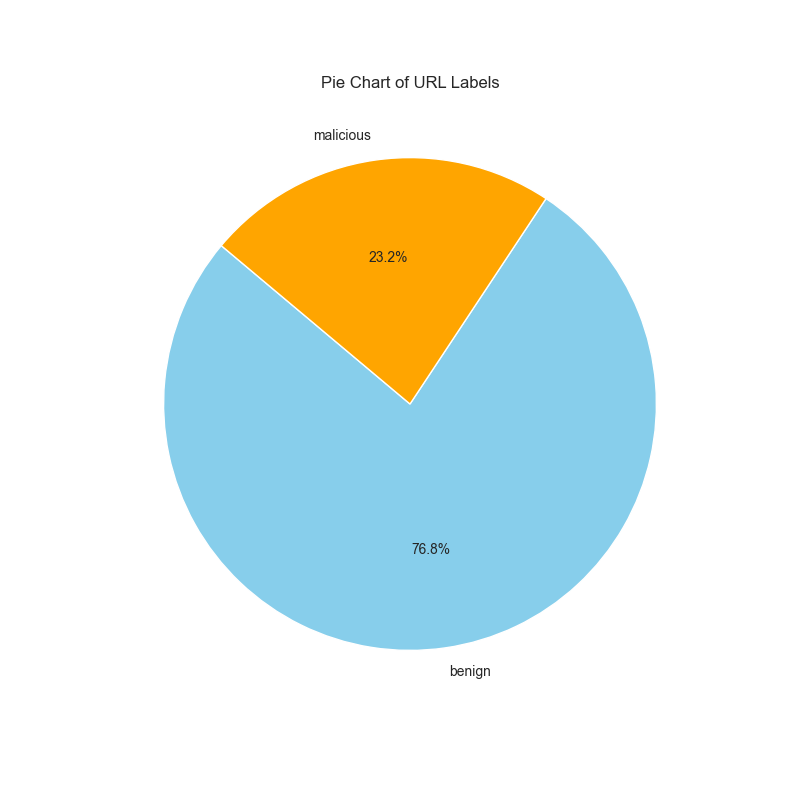 Pie Chart of URL Labels
malicious
23.2%
76.8%
benign